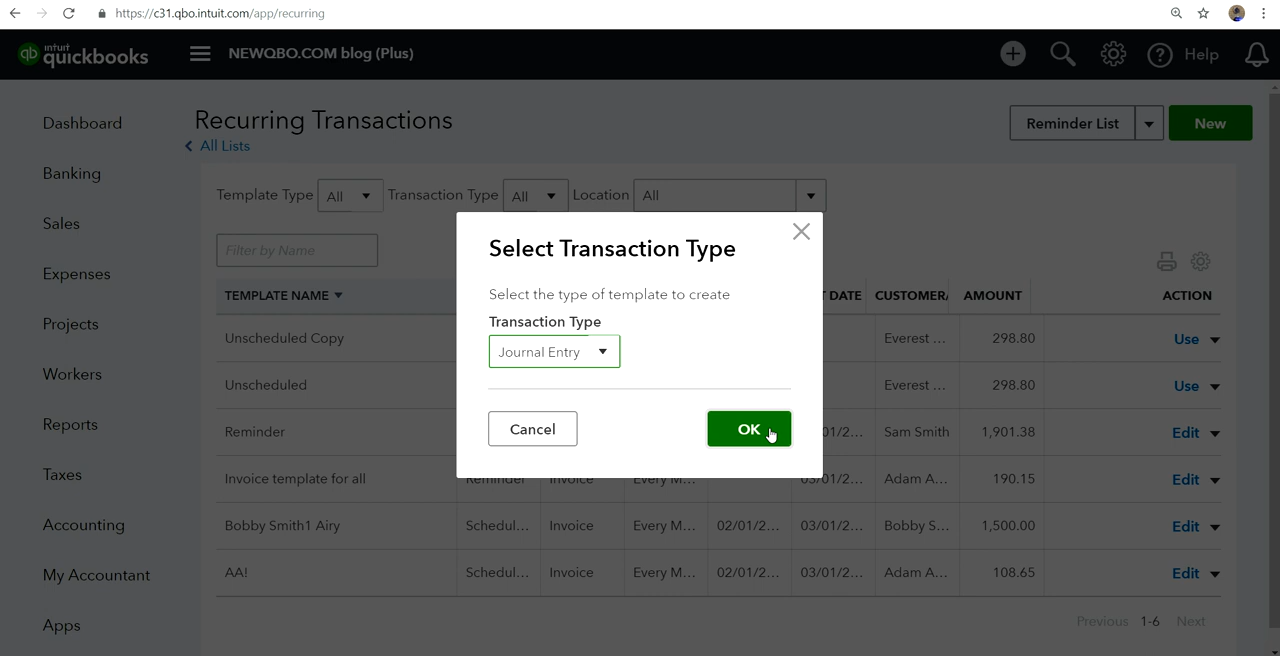 https://c31.qbo.intuit.com/app/recurring
intuit quickbooks
NEWQBO.COM blog (Plus)
Help
Dashboard
Banking
Sales
Expenses
Projects
Workers
Reports
Taxes
Accounting
My Accountant
Apps
Recurring Transactions
All Lists
Reminder List
New
Template Type All Transaction Type All Location All
Filter by Name
TEMPLATE NAME DATE CUSTOMER/ AMOUNT ACTION
Unscheduled Copy Everest ... 298.80 Use
Unscheduled Everest ... 298.80 Use
Reminder 01/2... Sam Smith 1,901.38 Edit
Invoice template for all Reminder Invoice Every M... 03/01/2... Adam A... 190.15 Edit
Bobby Smith1 Airy Schedul... Invoice Every M... 02/01/2... 03/01/2... Bobby S... 1,500.00 Edit
AA! Schedul... Invoice Every M... 02/01/2... 03/01/2... Adam A... 108.65 Edit
Previous 1-6 Next
Select Transaction Type
Select the type of template to create
Transaction Type
Journal Entry
Cancel
OK